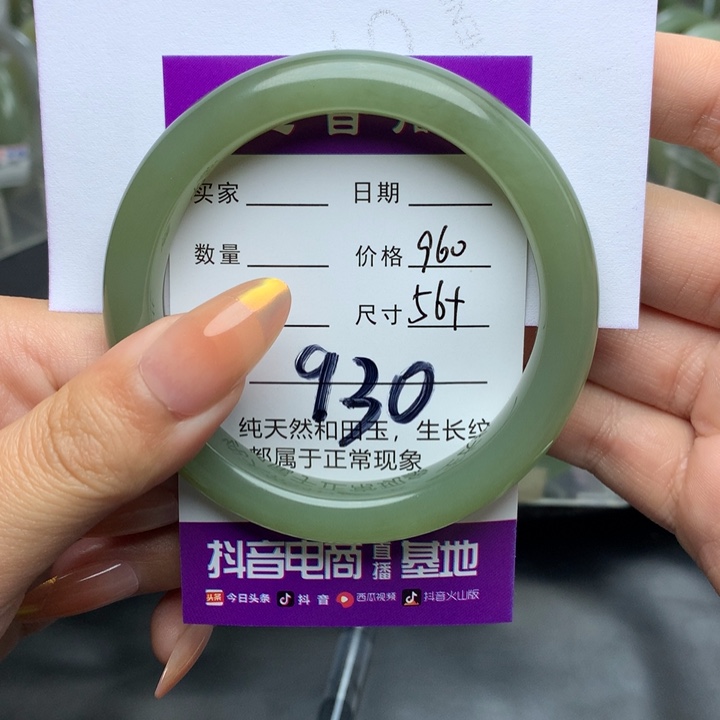 买家 日期
数量 价格 960
尺寸 56+
930
纯天然和田玉，生长纹
都属于正常现象
抖音电商 直播 基地
头条 今日头条 抖音 西瓜视频 抖音火山版